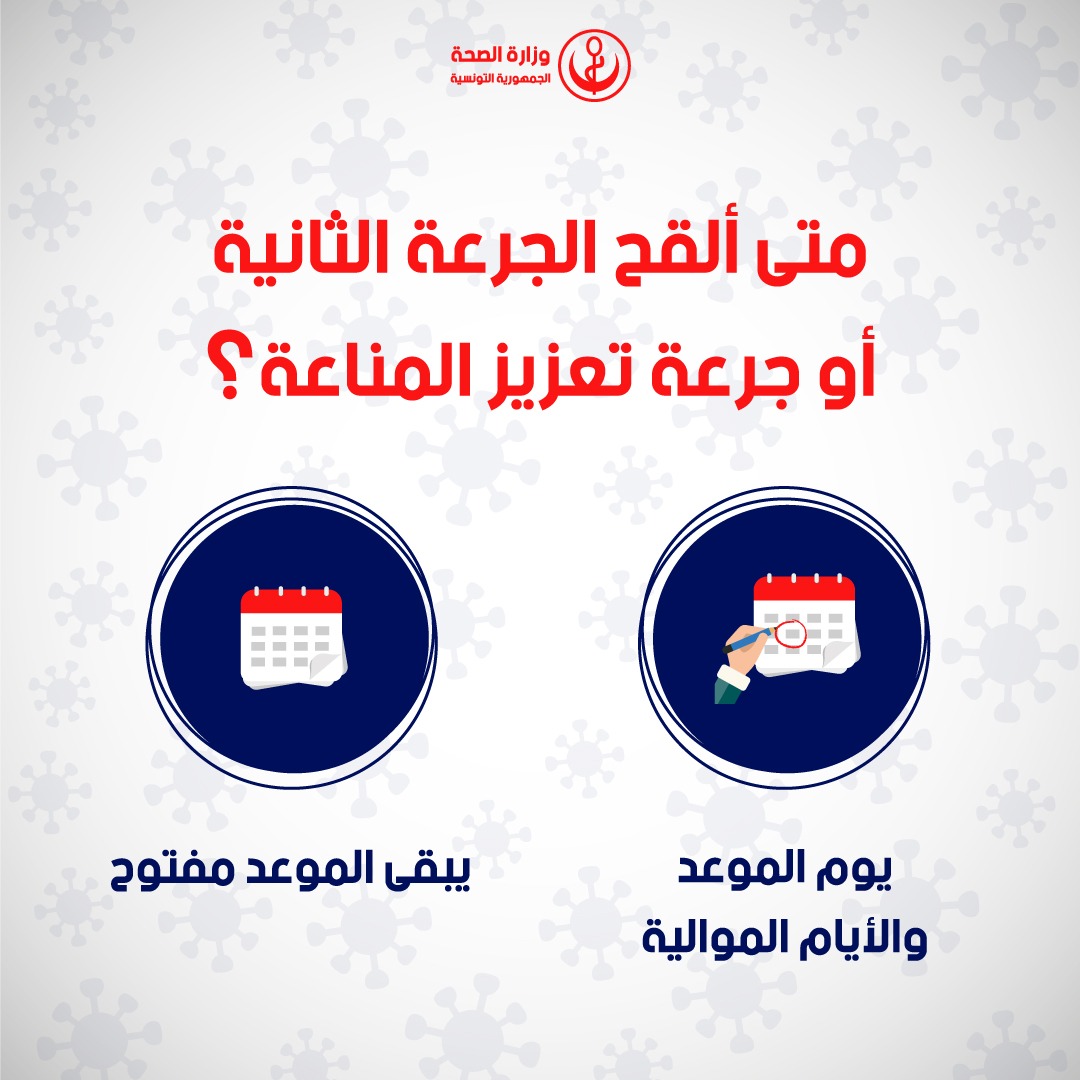 وزارة الصحة
الجمهورية التونسية
متى ألقح الجرعة الثانية
أو جرعة تعزيز المناعة؟
يوم الموعد
والأيام الموالية
يبقى الموعد مفتوح